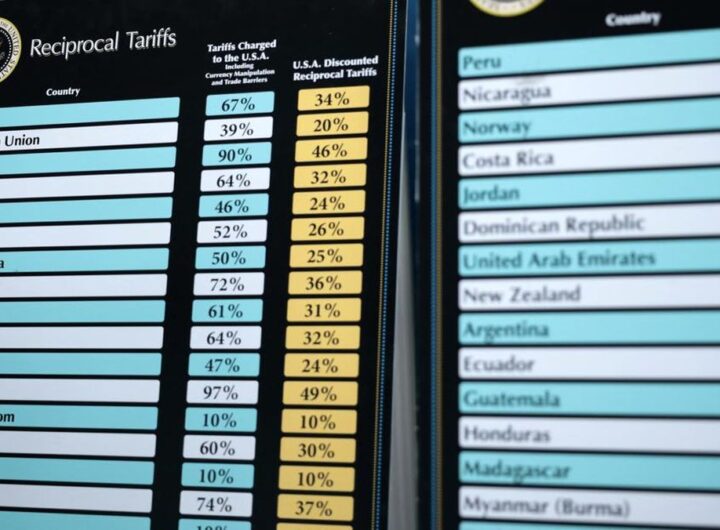 Reciprocal Tariffs
Country
Tariffs Charged
to the U.S.A.
Including
Currency Manipulation
and Trade Barriers
U.S.A. Discounted
Reciprocal Tariffs
67% 34%
Union 39% 20%
90% 46%
64% 32%
46% 24%
52% 26%
a 50% 25%
72% 36%
61% 31%
64% 32%
47% 24%
97% 49%
om 10% 10%
60% 30%
10% 10%
74% 37%
Country
Peru
Nicaragua
Norway
Costa Rica
Jordan
Dominican Republic
United Arab Emirates
New Zealand
Argentina
Ecuador
Guatemala
Honduras
Madagascar
Myanmar (Burma)